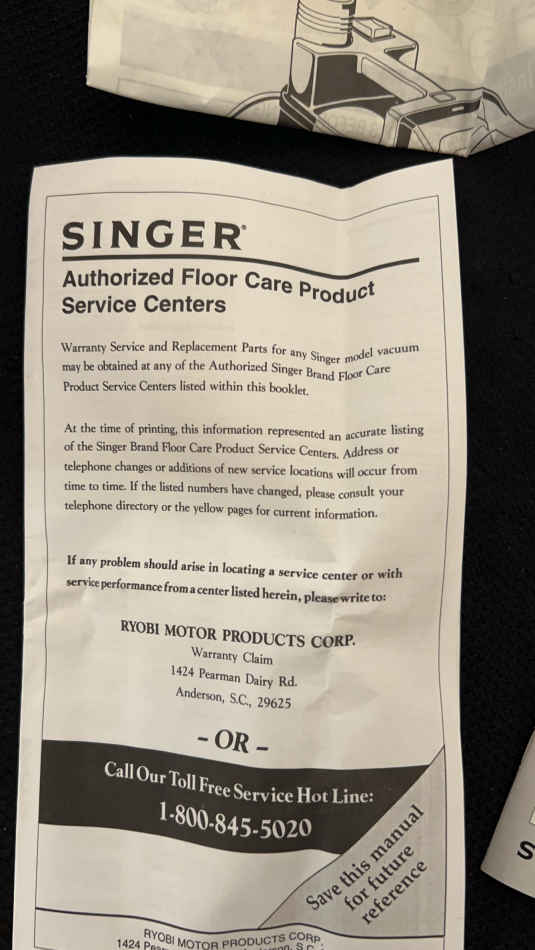 SINGER®
Authorized Floor Care Product
Service Centers
Warranty Service and Replacement Parts for any Singer model vacuum
may be obtained at any of the Authorized Singer Brand Floor Care
Product Service Centers listed within this booklet.
At the time of printing, this information represented an accurate listing
of the Singer Brand Floor Care Product Service Centers. Address or
telephone changes or additions of new service locations will occur from
time to time. If the listed numbers have changed, please consult your
telephone directory or the yellow pages for current information.
If any problem should arise in locating a service center or with
service performance from a center listed herein, please write to:
RYOBI MOTOR PRODUCTS CORP.
Warranty Claim
1424 Pearman Dairy Rd.
Anderson, S.C., 29625
– OR –
Call Our Toll Free Service Hot Line:
1-800-845-5020
Save this manual
for future
reference
RYOBI MOTOR PRODUCTS CORP.
1424
S.C.
S